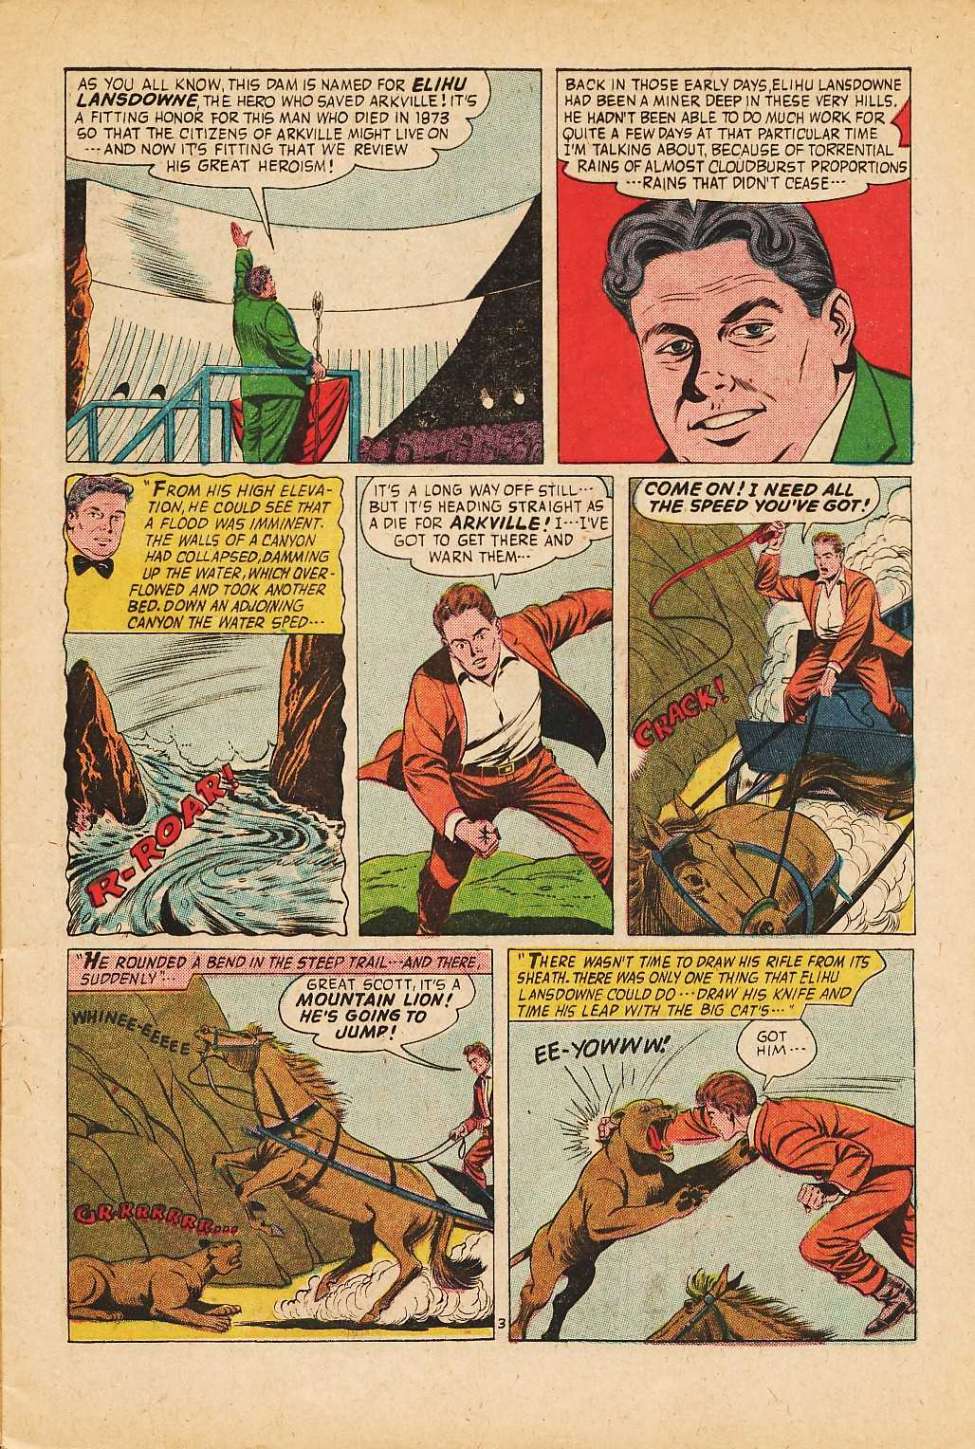 AS YOU ALL KNOW, THIS DAM IS NAMED FOR ELIHU
LANSDOWNE, THE HERO WHO SAVED ARKVILLE! IT'S
A FITTING HONOR FOR THIS MAN WHO DIED IN 1873
SO THAT THE CITIZENS OF ARKVILLE MIGHT LIVE ON
---AND NOW IT'S FITTING THAT WE REVIEW
HIS GREAT HEROISM!
BACK IN THOSE EARLY DAYS, ELIHU LANSDOWNE
HAD BEEN A MINER DEEP IN THESE VERY HILLS.
HE HADN'T BEEN ABLE TO DO MUCH WORK FOR
QUITE A FEW DAYS AT THAT PARTICULAR TIME
I'M TALKING ABOUT, BECAUSE OF TORRENTIAL
RAINS OF ALMOST CLOUDBURST PROPORTIONS
---RAINS THAT DIDN'T CEASE---
"FROM HIS HIGH ELEVA-
TION, HE COULD SEE THAT
A FLOOD WAS IMMINENT.
THE WALLS OF A CANYON
HAD COLLAPSED, DAMMING
UP THE WATER, WHICH OVER-
FLOWED AND TOOK ANOTHER
BED. DOWN AN ADJOINING
CANYON THE WATER SPED---
R-ROAR!
IT'S A LONG WAY OFF STILL---
BUT IT'S HEADING STRAIGHT AS
A DIE FOR ARKVILLE! I---I'VE
GOT TO GET THERE AND
WARN THEM---
COME ON! I NEED ALL
THE SPEED YOU'VE GOT!
CRACK!
"HE ROUNDED A BEND IN THE STEEP TRAIL---AND THERE,
SUDDENLY"---
GREAT SCOTT, IT'S A
MOUNTAIN LION!
HE'S GOING TO
JUMP!
WHINEE-EEEEE
GR-RRRRRRR...
3
"THERE WASN'T TIME TO DRAW HIS RIFLE FROM ITS
SHEATH. THERE WAS ONLY ONE THING THAT ELIHU
LANSDOWNE COULD DO---DRAW HIS KNIFE AND
TIME HIS LEAP WITH THE BIG CAT'S---"
EE-YOWWW!
GOT
HIM---